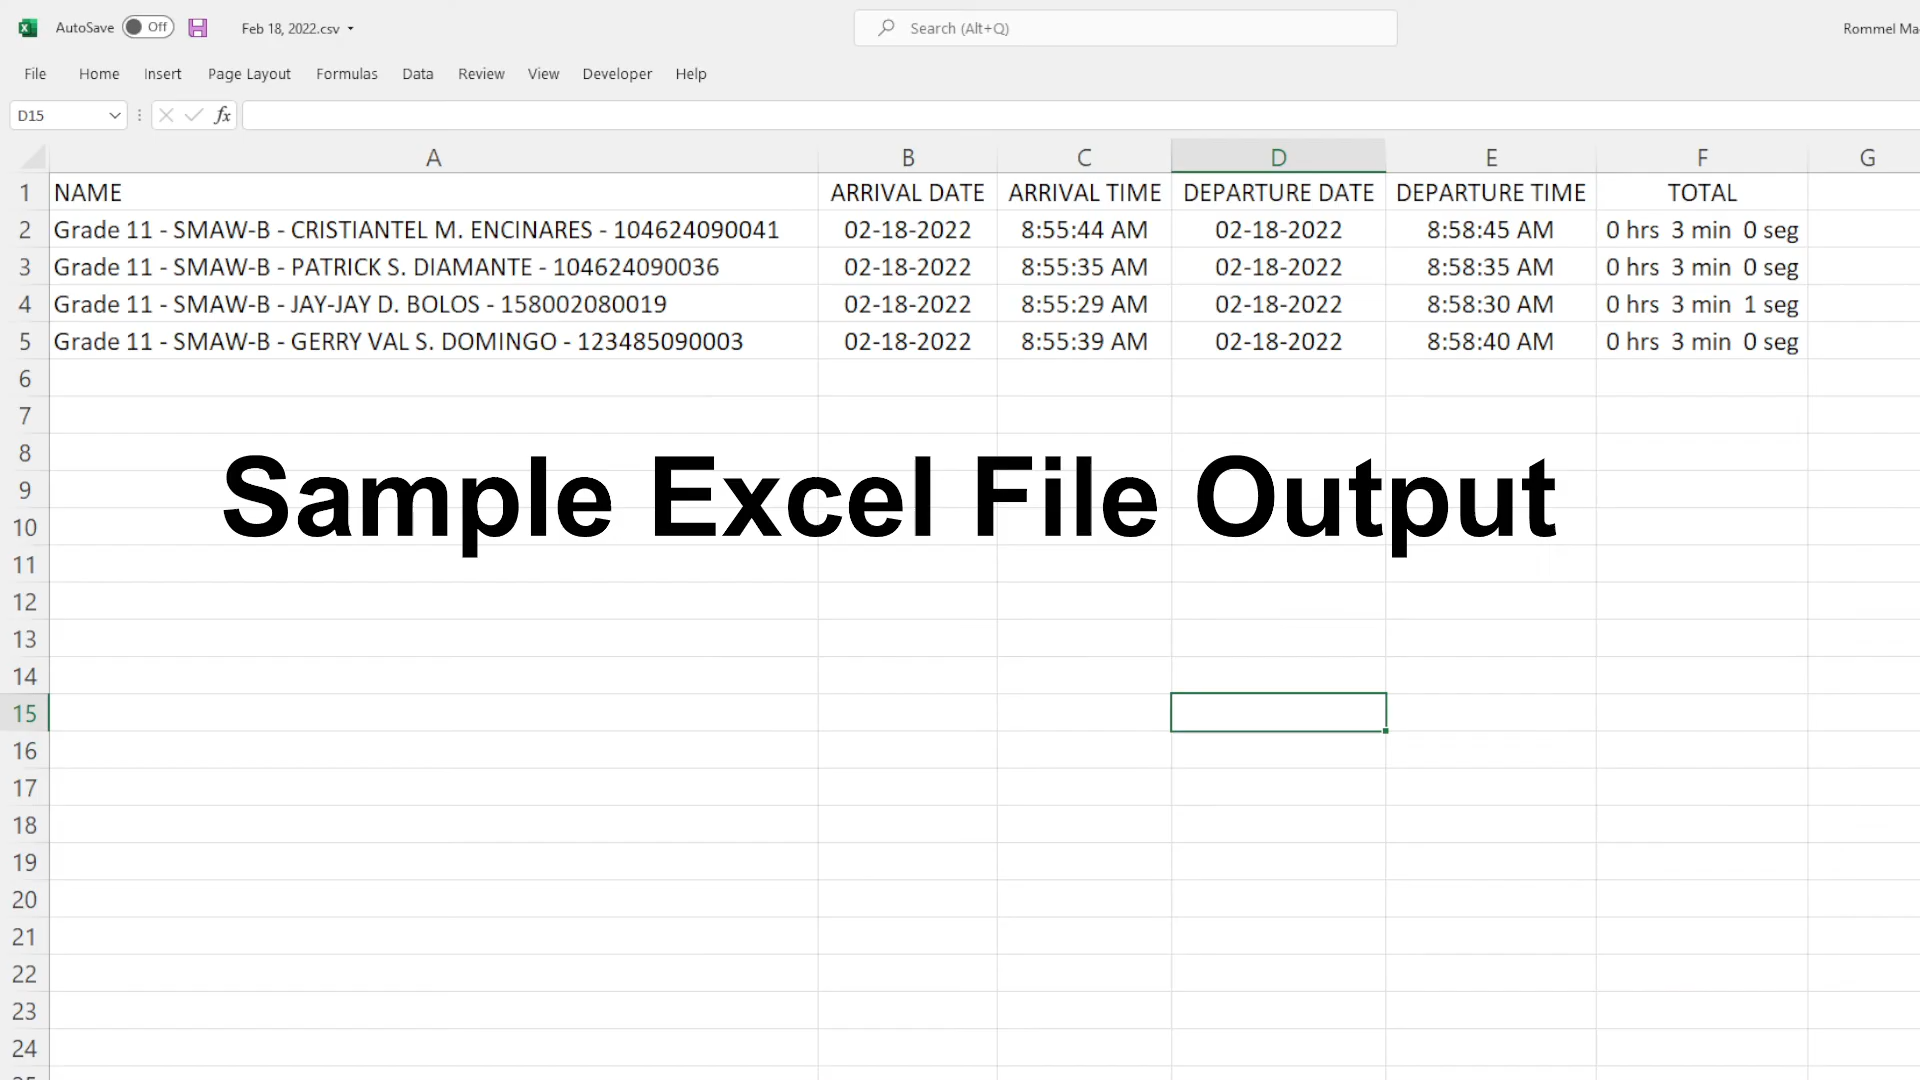 AutoSave Off Feb 18, 2022.csv Search (Alt+Q) Rommel
File Home Insert Page Layout Formulas Data Review View Developer Help
D15 fx
A B C D E F G
1 NAME ARRIVAL DATE ARRIVAL TIME DEPARTURE DATE DEPARTURE TIME TOTAL
2 Grade 11 - SMAW-B - CRISTIANTEL M. ENCINARES - 104624090041 02-18-2022 8:55:44 AM 02-18-2022 8:58:45 AM 0 hrs 3 min 0 seg
3 Grade 11 - SMAW-B - PATRICK S. DIAMANTE - 104624090036 02-18-2022 8:55:35 AM 02-18-2022 8:58:35 AM 0 hrs 3 min 0 seg
4 Grade 11 - SMAW-B - JAY-JAY D. BOLOS - 158002080019 02-18-2022 8:55:29 AM 02-18-2022 8:58:30 AM 0 hrs 3 min 1 seg
5 Grade 11 - SMAW-B - GERRY VAL S. DOMINGO - 123485090003 02-18-2022 8:55:39 AM 02-18-2022 8:58:40 AM 0 hrs 3 min 0 seg
6
7
8
Sample Excel File Output
9
10
11
12
13
14
15
16
17
18
19
20
21
22
23
24